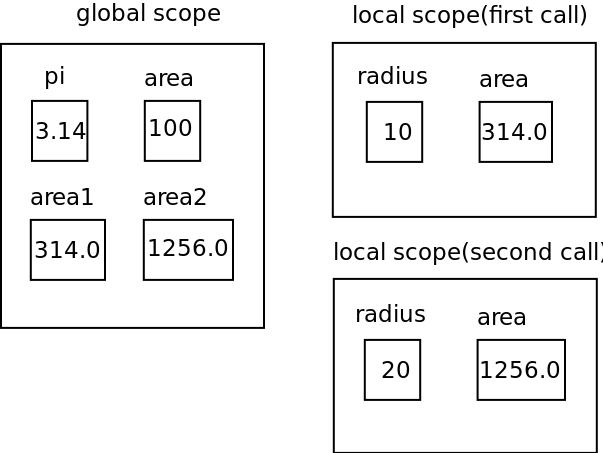 global scope
pi area
3.14 100
area1 area2
314.0 1256.0
local scope(first call)
radius area
10 314.0
local scope(second call)
radius area
20 1256.0